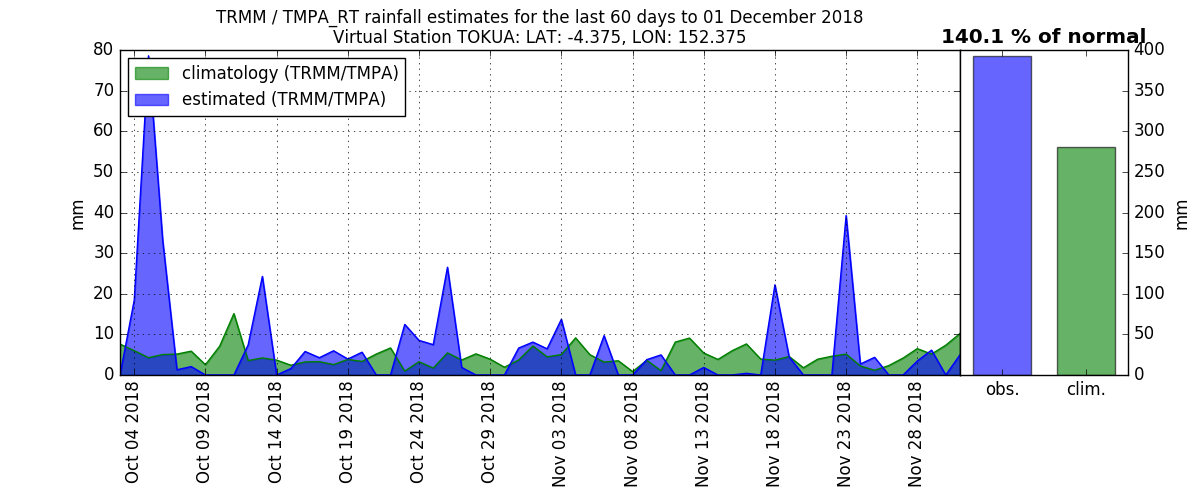 TRMM / TMPA_RT rainfall estimates for the last 60 days to 01 December 2018
Virtual Station TOKUA: LAT: -4.375, LON: 152.375
140.1 % of normal
climatology (TRMM/TMPA)
estimated (TRMM/TMPA)
80
70
60
50
40
30
20
10
0
mm
Oct 04 2018
Oct 09 2018
Oct 14 2018
Oct 19 2018
Oct 24 2018
Oct 29 2018
Nov 03 2018
Nov 08 2018
Nov 13 2018
Nov 18 2018
Nov 23 2018
Nov 28 2018
obs.
clim.
400
350
300
250
200
150
100
50
0
mm